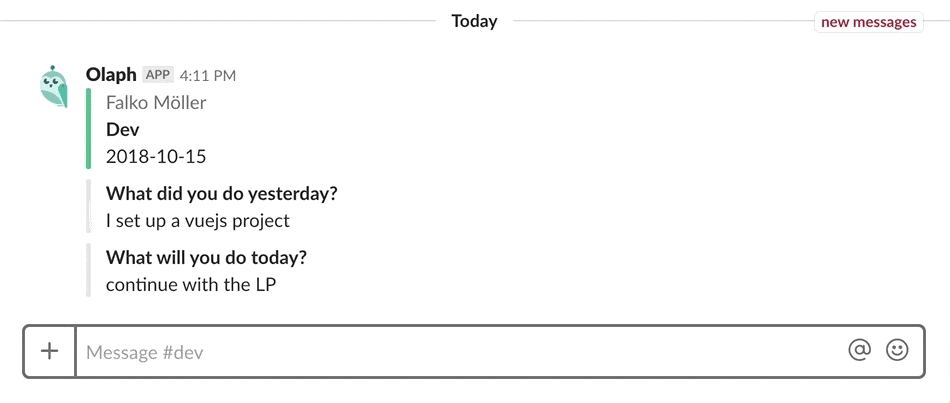 Today
new messages
Olaph APP 4:11 PM
Falko Möller
Dev
2018-10-15
What did you do yesterday?
I set up a vuejs project
What will you do today?
continue with the LP
+ Message #dev @